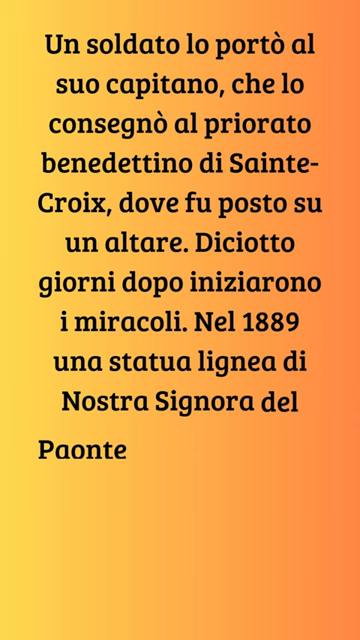 Un soldato lo portò al
suo capitano, che lo
consegnò al priorato
benedettino di Sainte-
Croix, dove fu posto su
un altare. Diciotto
giorni dopo iniziarono
i miracoli. Nel 1889
una statua lignea di
Nostra Signora del
Paonte